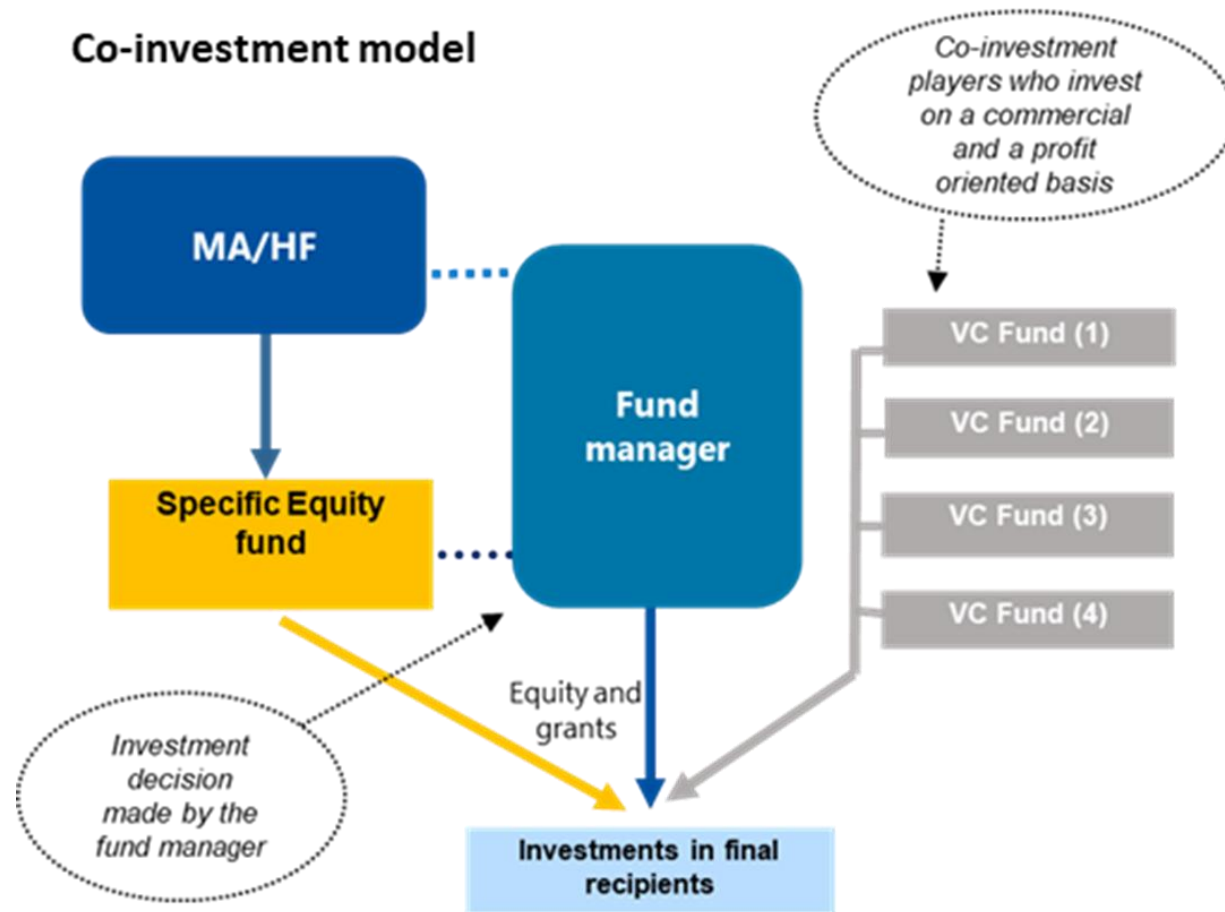 Co-investment model
Co-investment
players who invest
on a commercial
and a profit
oriented basis
MA/HF
Fund
manager
VC Fund (1)
VC Fund (2)
VC Fund (3)
VC Fund (4)
Specific Equity
fund
Equity and
grants
Investment
decision
made by the
fund manager
Investments in final
recipients